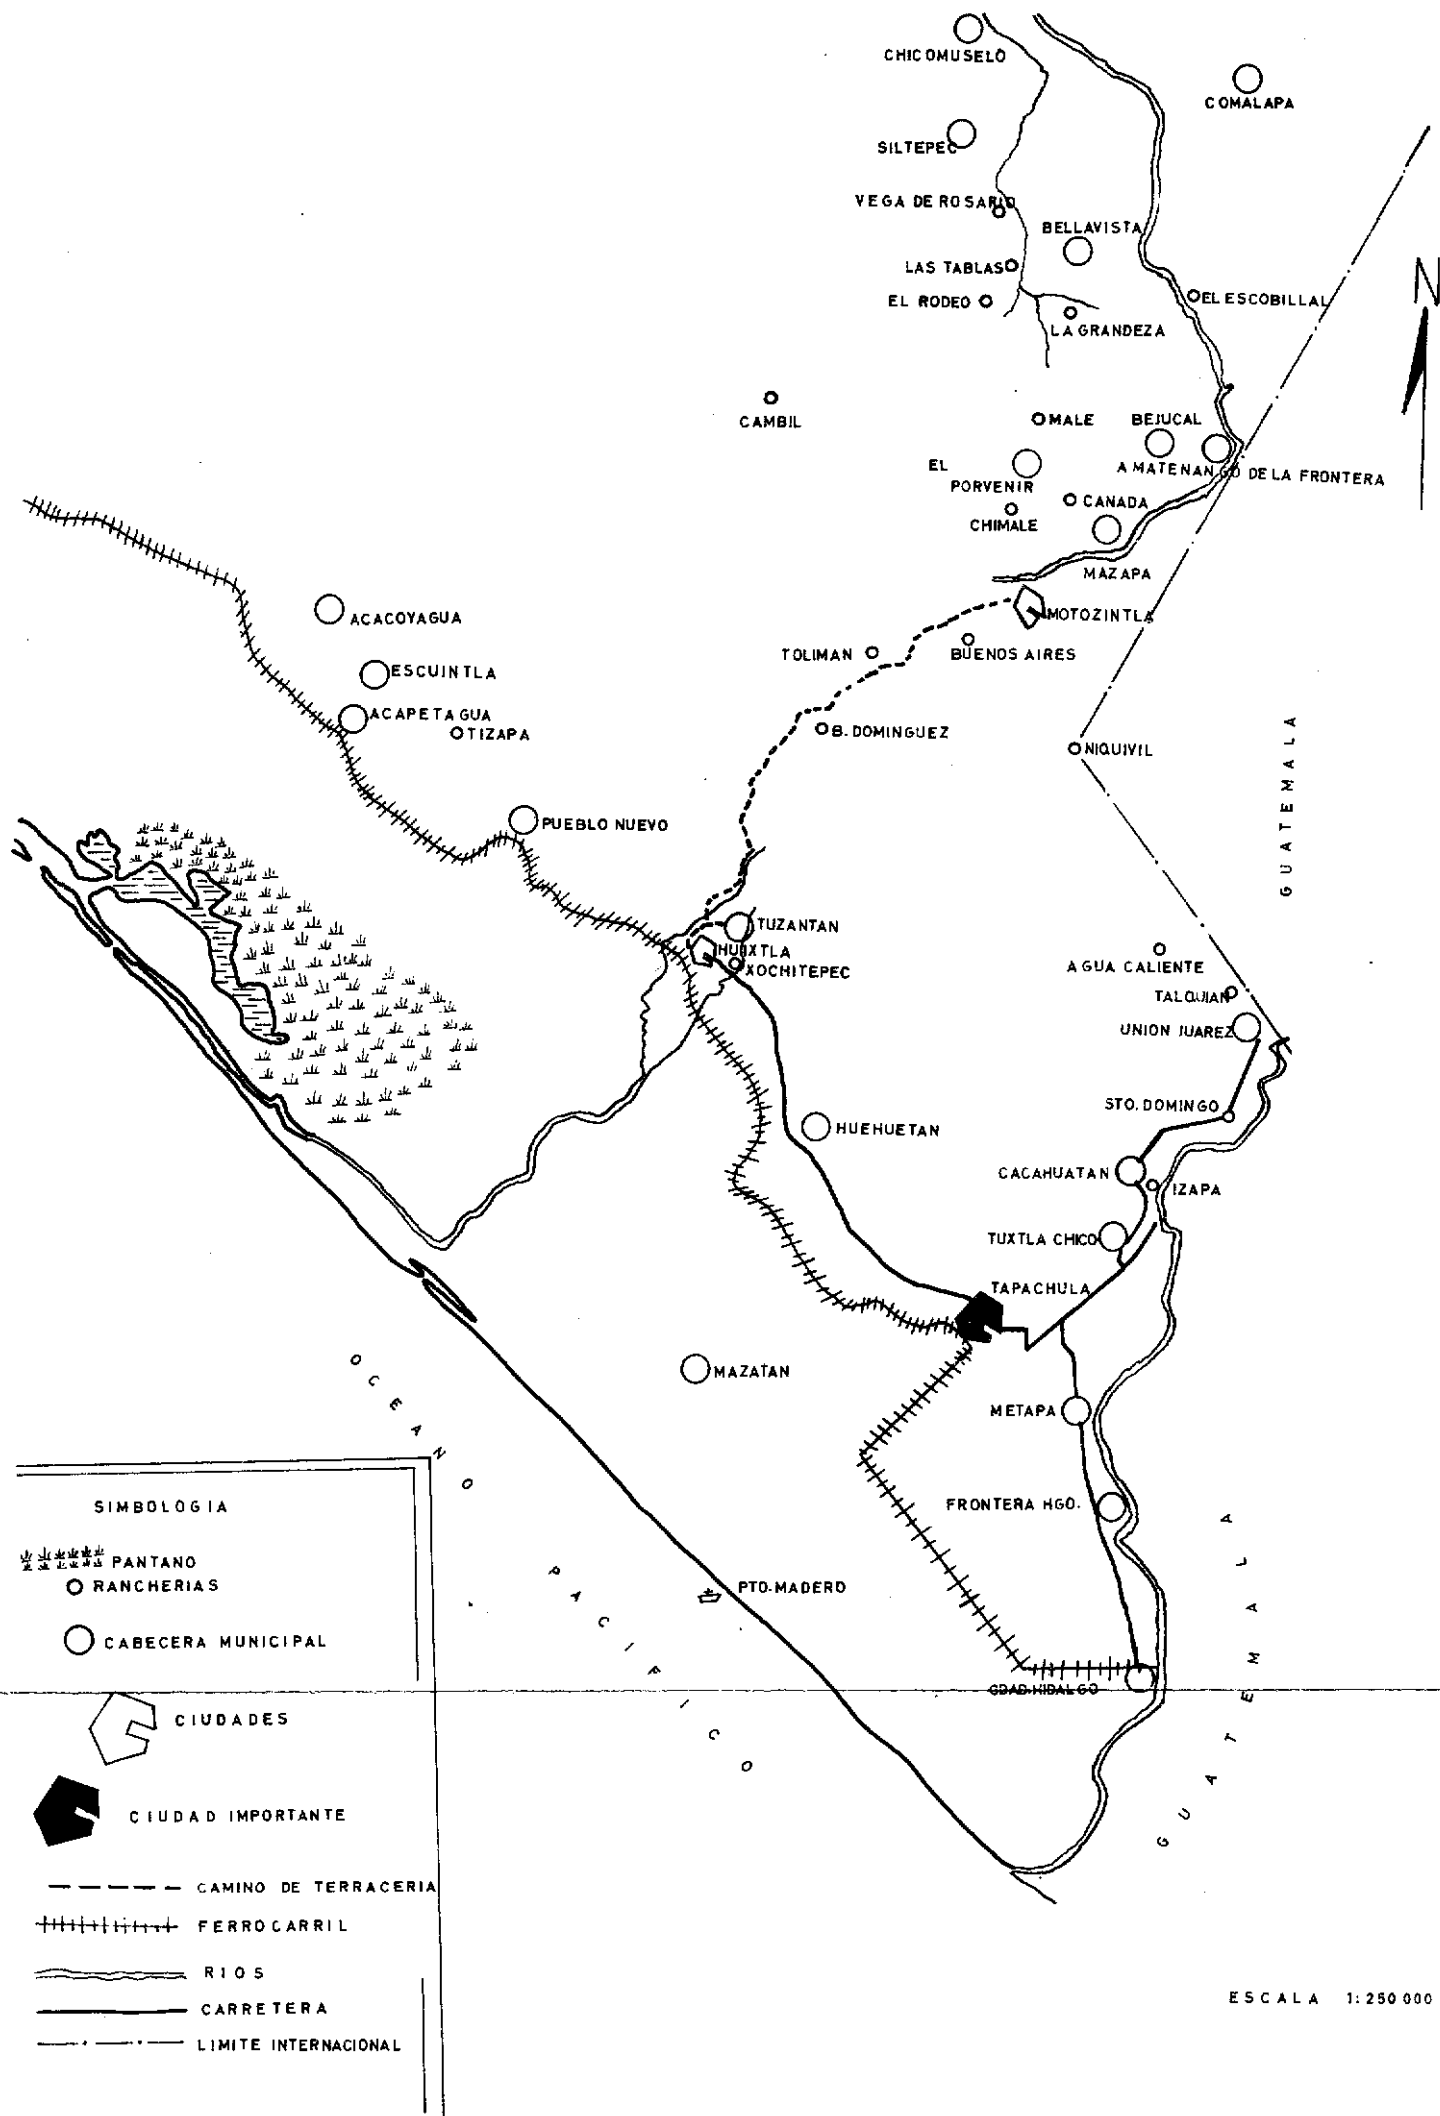 CHICOMUSELO
COMALAPA
SILTEPEC
VEGA DE ROSARIO
BELLAVISTA
LAS TABLAS
EL RODEO
EL ESCOBILLAL
LA GRANDEZA
N
CAMBIL
MALE
BEJUCAL
EL
PORVENIR
AMATENANGO DE LA FRONTERA
CANADA
CHIMALE
MAZAPA
MOTOZINTLA
ACACOYAGUA
TOLIMAN
BUENOS AIRES
ESCUINTLA
ACAPETAGUA
TIZAPA
B. DOMINGUEZ
NIQUIVIL
GUATEMALA
PUEBLO NUEVO
TUZANTAN
HUIXTLA
XOCHITEPEC
AGUA CALIENTE
TALQUIAN
UNION JUAREZ
STO. DOMINGO
HUEHUETAN
CACAHUATAN
IZAPA
TUXTLA CHICO
TAPACHULA
MAZATAN
METAPA
OCEANO PACIFICO
FRONTERA HGO.
GUATEMALA
PTO. MADERO
CDAD. HIDALGO
SIMBOLOGIA
PANTANO
RANCHERIAS
CABECERA MUNICIPAL
CIUDADES
CIUDAD IMPORTANTE
CAMINO DE TERRACERIA
FERROCARRIL
RIOS
CARRETERA
LIMITE INTERNACIONAL
ESCALA 1:250 000